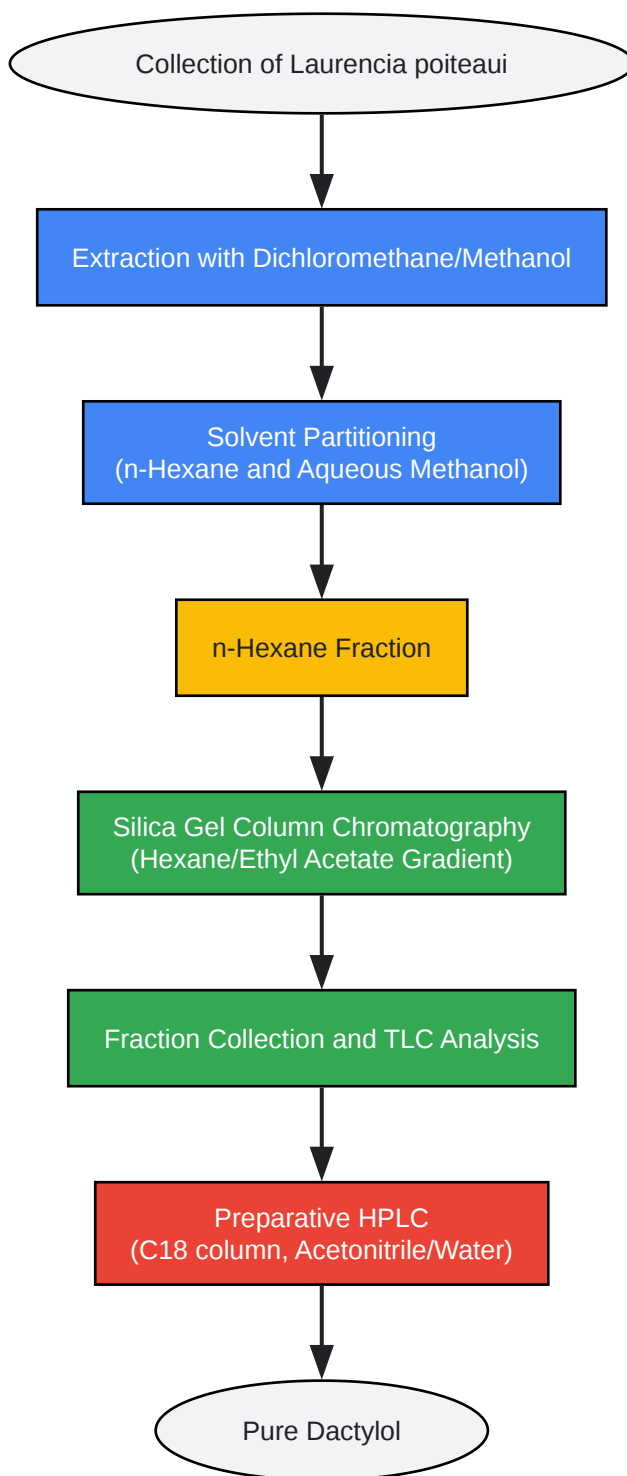 Collection of Laurencia poiteaui
Extraction with Dichloromethane/Methanol
Solvent Partitioning
(n-Hexane and Aqueous Methanol)
n-Hexane Fraction
Silica Gel Column Chromatography
(Hexane/Ethyl Acetate Gradient)
Fraction Collection and TLC Analysis
Preparative HPLC
(C18 column, Acetonitrile/Water)
Pure Dactylol